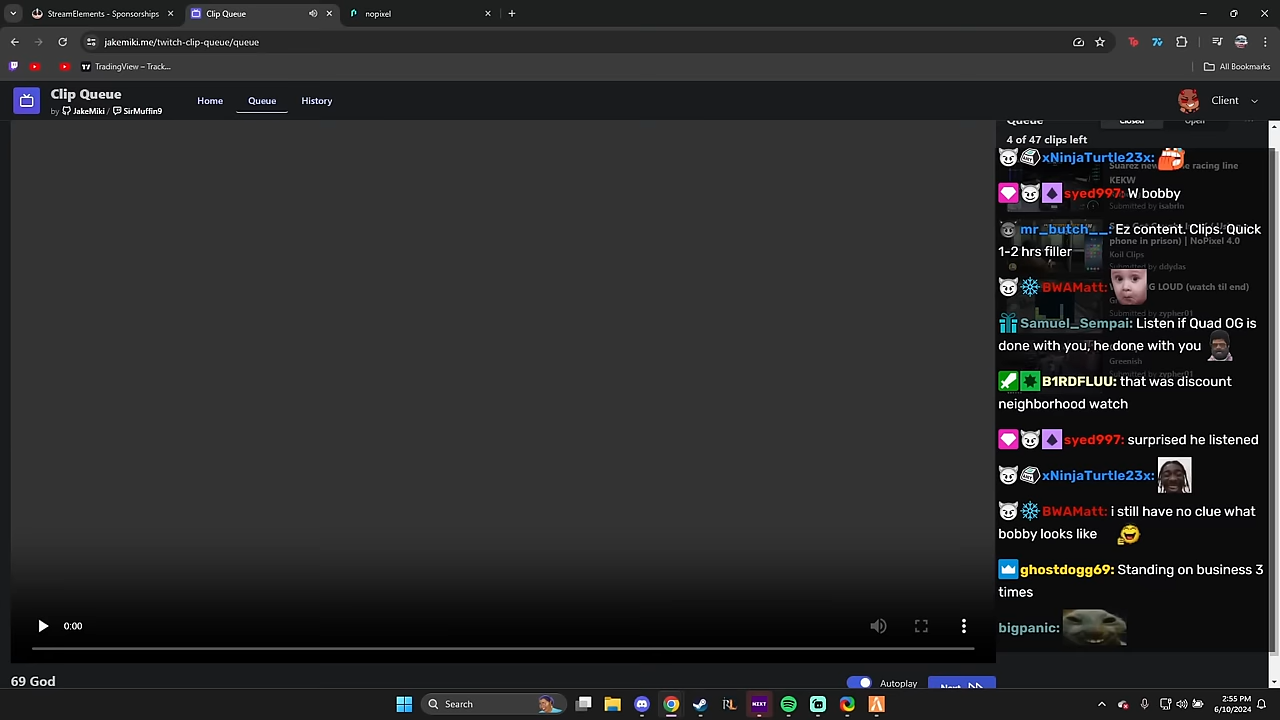 StreamElements - Sponsorships
Clip Queue
nopixel
jakemiki.me/twitch-clip-queue/queue
TradingView – Track...
All Bookmarks
Clip Queue
by JakeMiki / SirMuffin9
Home
Queue
History
Client
Queue
Closed
Open
4 of 47 clips left
xNinjaTurtle23x:
racing line
KEKW
Submitted by isabrin
syed997: W bobby
mr_butch__: Ez content. Clips. Quick
1-2 hrs filler
phone in prison) | NoPixel 4.0
Koil Clips
Submitted by ddydas
BWAMatt:
G LOUD (watch til end)
Submitted by zypher01
Samuel_Sempai: Listen if Quad OG is
done with you, he done with you
Greenish
Submitted by zypher01
B1RDFLUU: that was discount
neighborhood watch
syed997: surprised he listened
xNinjaTurtle23x:
BWAMatt: i still have no clue what
bobby looks like
ghostdogg69: Standing on business 3
times
bigpanic:
0:00
69 God
Autoplay
Next
Search
NEXT
2:55 PM
6/10/2024